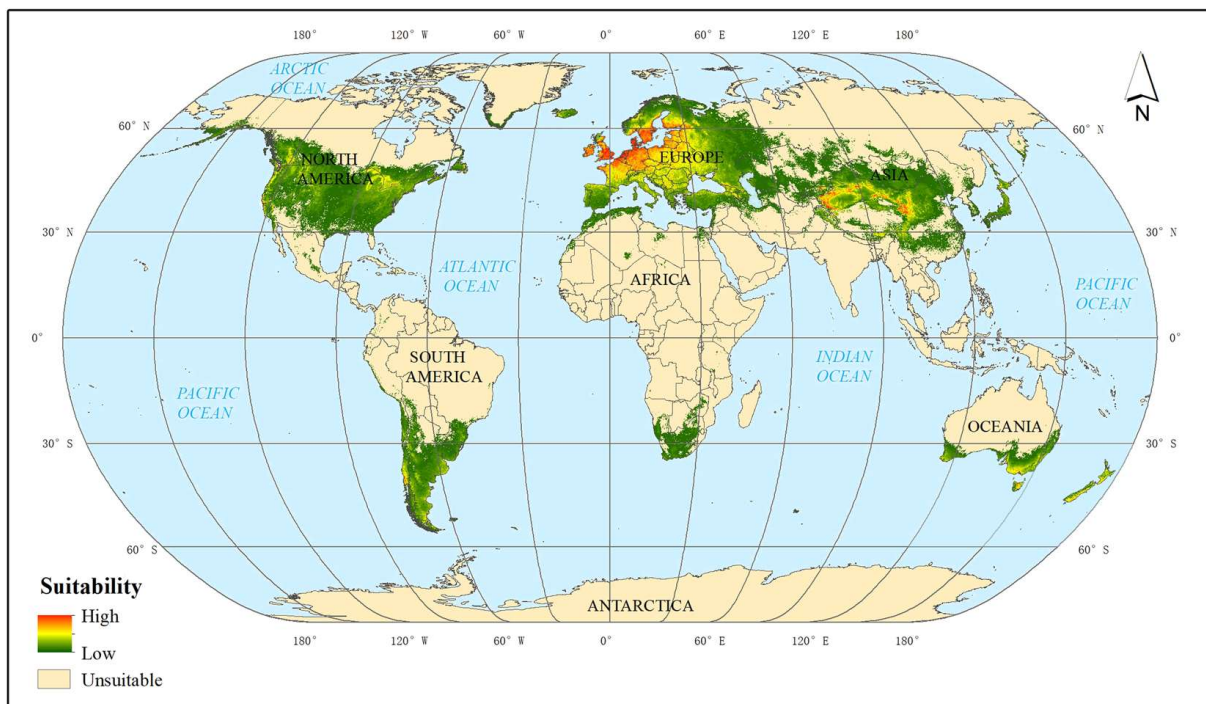 180° 120° W 60° W 0° 60° E 120° E 180°
ARCTIC
OCEAN
N
60° N 60° N
NORTH
AMERICA
EUROPE
ASIA
30° N 30° N
ATLANTIC
OCEAN
AFRICA
PACIFIC
OCEAN
0° 0°
SOUTH
AMERICA
INDIAN
OCEAN
PACIFIC
OCEAN
OCEANIA
30° S 30° S
60° S 60° S
Suitability
High
Low
Unsuitable
ANTARCTICA
180° 120° W 60° W 0° 60° E 120° E 180°